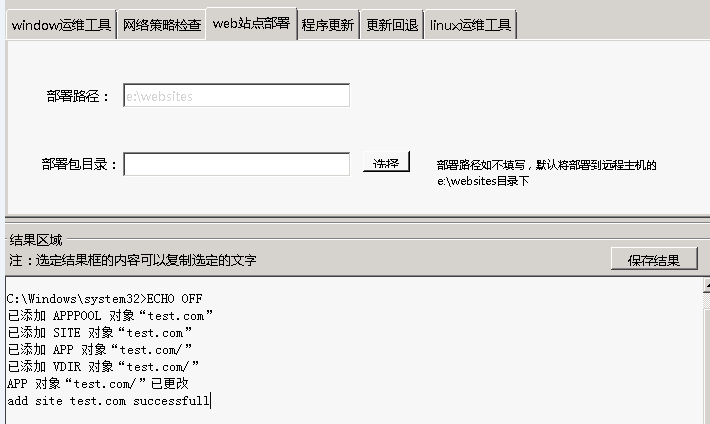 window运维工具 网络策略检查 web站点部署 程序更新 更新回退 linux运维工具
部署路径： e:\websites
部署包目录： 选择 部署路径如不填写，默认将部署到远程主机的
e:\websites目录下
结果区域
注：选定结果框的内容可以复制选定的文字 保存结果
C:\Windows\system32>ECHO OFF
已添加 APPPOOL 对象“test.com”
已添加 SITE 对象“test.com”
已添加 APP 对象“test.com/”
已添加 VDIR 对象“test.com/”
APP 对象“test.com/”已更改
add site test.com successfull